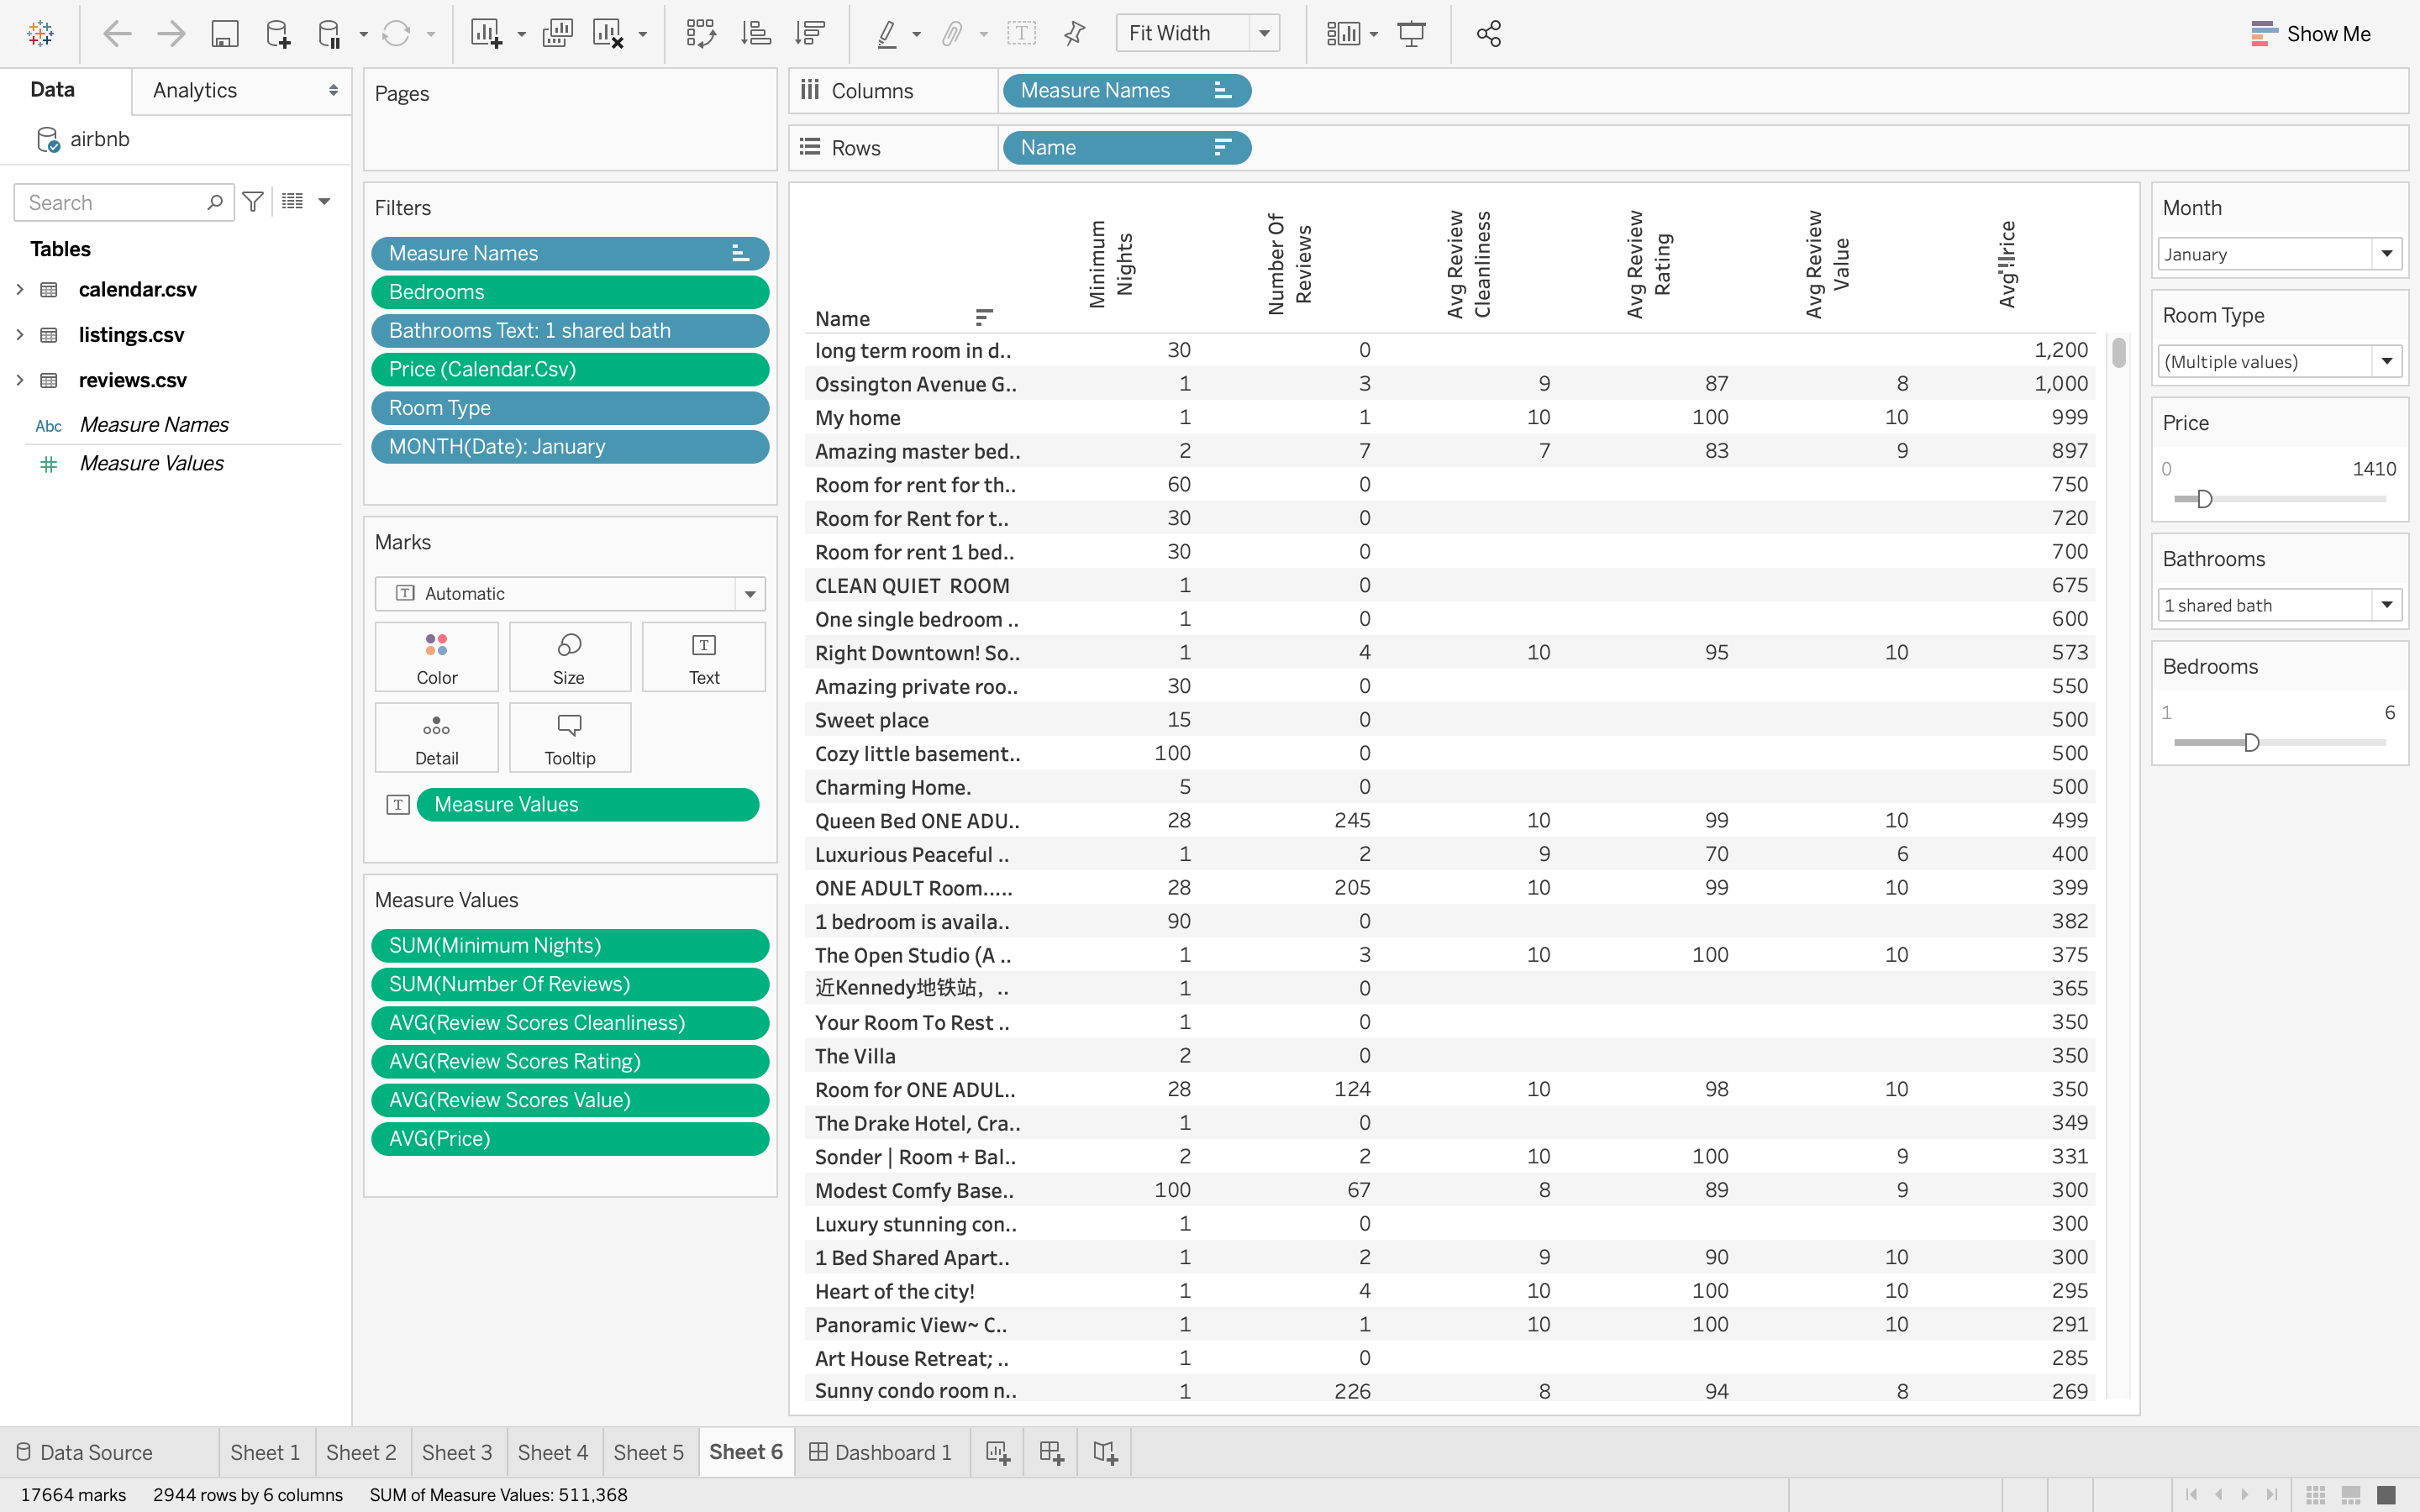 Fit Width
Show Me
Data
Analytics
airbnb
Search
Tables
calendar.csv
listings.csv
reviews.csv
Abc Measure Names
Measure Values
Pages
Filters
Measure Names
Bedrooms
Bathrooms Text: 1 shared bath
Price (Calendar.Csv)
Room Type
MONTH(Date): January
Marks
Automatic
Color
Size
Text
Detail
Tooltip
Measure Values
Measure Values
SUM(Minimum Nights)
SUM(Number Of Reviews)
AVG(Review Scores Cleanliness)
AVG(Review Scores Rating)
AVG(Review Scores Value)
AVG(Price)
Columns
Measure Names
Rows
Name
Name
Minimum
Nights
Number Of
Reviews
Avg Review
Cleanliness
Avg Review
Rating
Avg Review
Value
Avg
long term room in d.. 30 0 1,200
Ossington Avenue G.. 1 3 9 87 8 1,000
My home 1 1 10 100 10 999
Amazing master bed.. 2 7 7 83 9 897
Room for rent for th.. 60 0 750
Room for Rent for t.. 30 0 720
Room for rent 1 bed.. 30 0 700
CLEAN QUIET  ROOM 1 0 675
One single bedroom .. 1 0 600
Right Downtown! So.. 1 4 10 95 10 573
Amazing private roo.. 30 0 550
Sweet place 15 0 500
Cozy little basement.. 100 0 500
Charming Home. 5 0 500
Queen Bed ONE ADU.. 28 245 10 99 10 499
Luxurious Peaceful .. 1 2 9 70 6 400
ONE ADULT Room..... 28 205 10 99 10 399
1 bedroom is availa.. 90 0 382
The Open Studio (A .. 1 3 10 100 10 375
近Kennedy地铁站，.. 1 0 365
Your Room To Rest .. 1 0 350
The Villa 2 0 350
Room for ONE ADUL.. 28 124 10 98 10 350
The Drake Hotel, Cra.. 1 0 349
Sonder | Room + Bal.. 2 2 10 100 9 331
Modest Comfy Base.. 100 67 8 89 9 300
Luxury stunning con.. 1 0 300
1 Bed Shared Apart.. 1 2 9 90 10 300
Heart of the city! 1 4 10 100 10 295
Panoramic View~ C.. 1 1 10 100 10 291
Art House Retreat; .. 1 0 285
Sunny condo room n.. 1 226 8 94 8 269
Month
January
Room Type
(Multiple values)
Price
0 1410
Bathrooms
1 shared bath
Bedrooms
1 6
Data Source
Sheet 1
Sheet 2
Sheet 3
Sheet 4
Sheet 5
Sheet 6
Dashboard 1
17664 marks 2944 rows by 6 columns SUM of Measure Values: 511,368